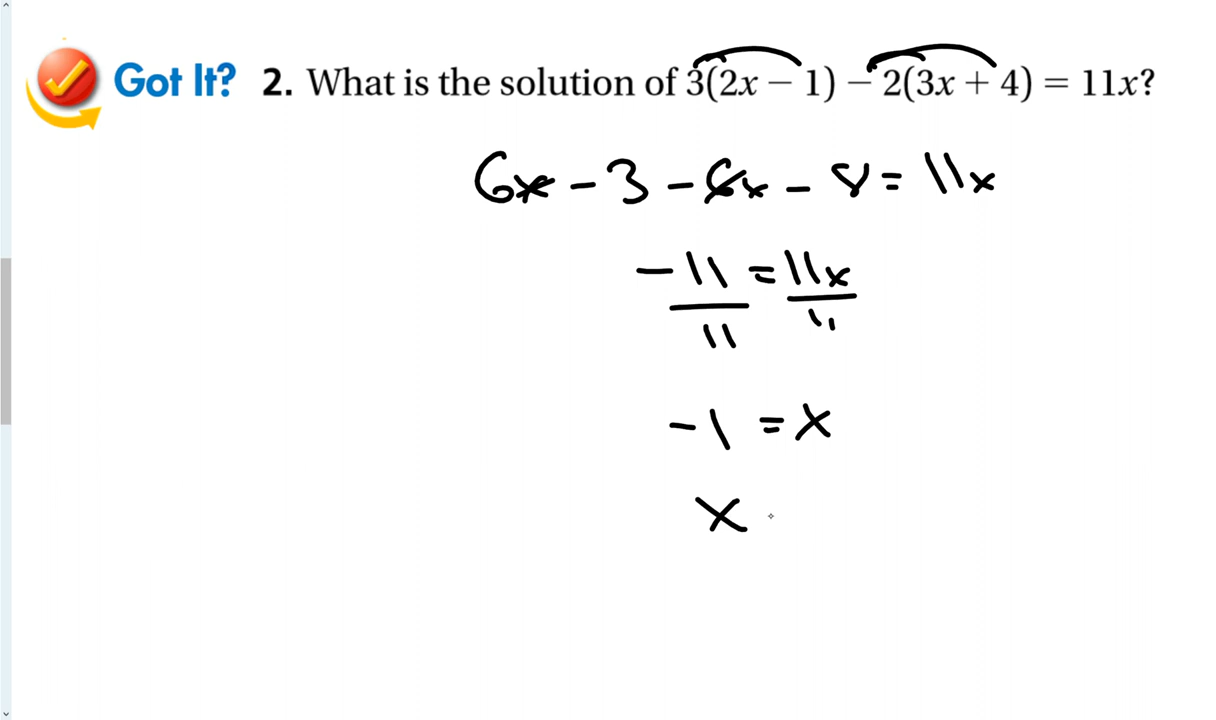 Got It? 2. What is the solution of 3(2x − 1) − 2(3x + 4) = 11x?
6x - 3 - 6x - 8 = 11x
-11 = 11x
11 11
-1 = x
x